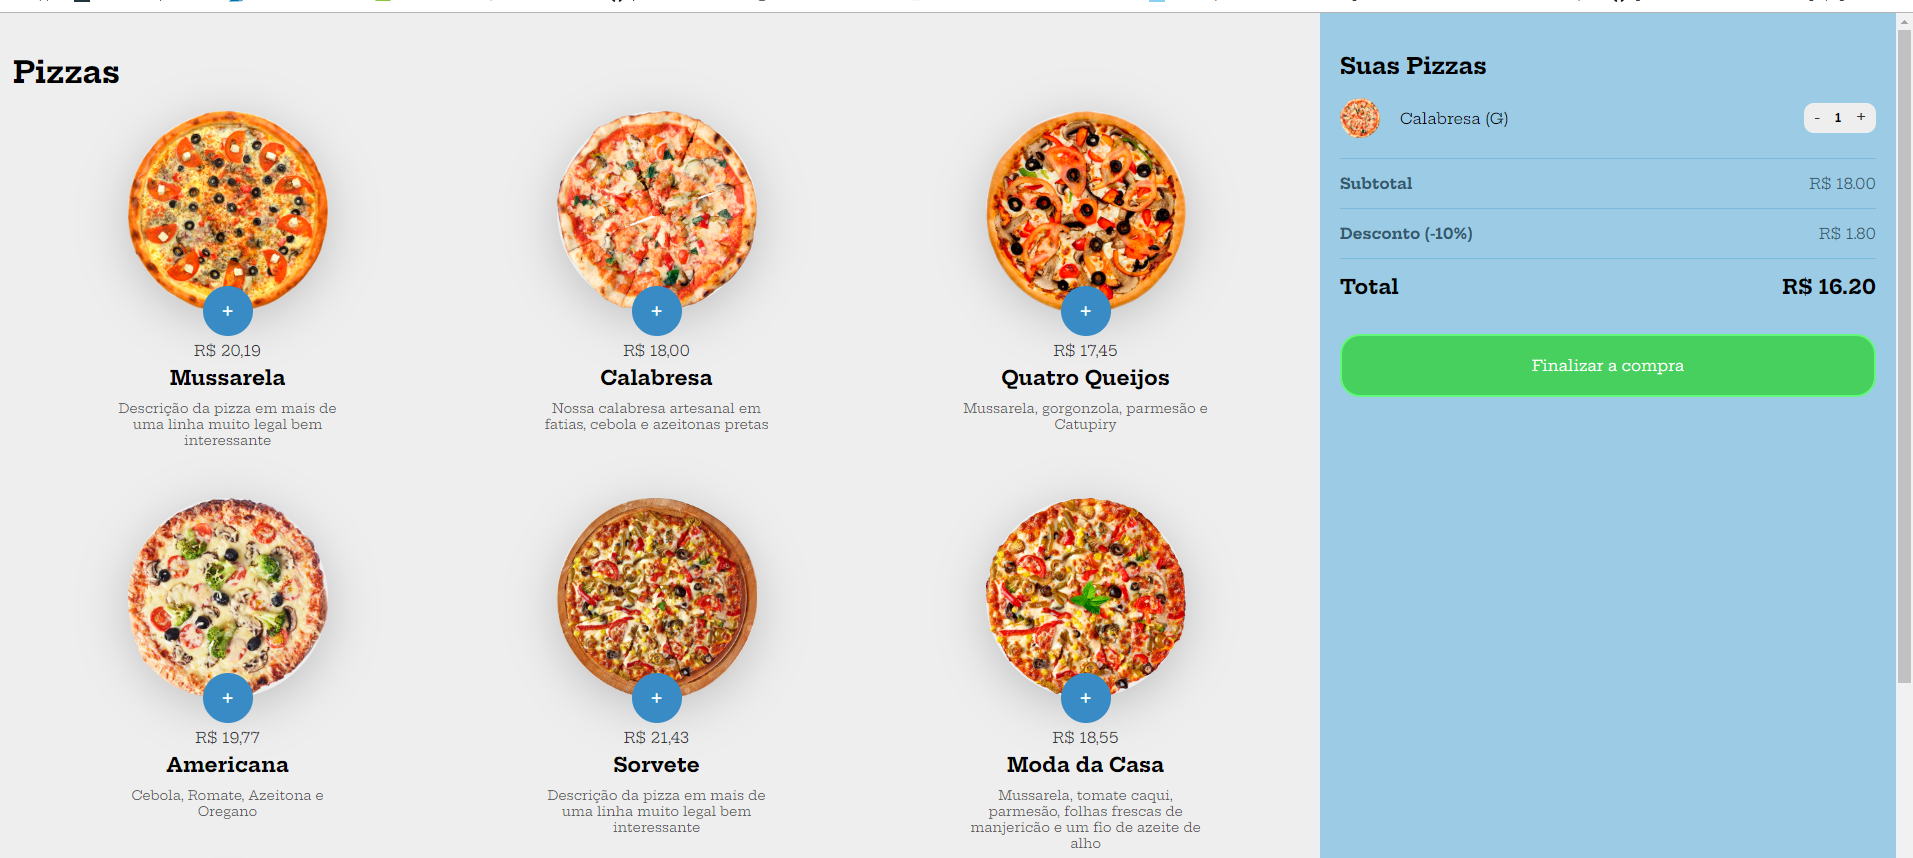 Pizzas
+
R$ 20,19
Mussarela
Descrição da pizza em mais de
uma linha muito legal bem
interessante
+
R$ 18,00
Calabresa
Nossa calabresa artesanal em
fatias, cebola e azeitonas pretas
+
R$ 17,45
Quatro Queijos
Mussarela, gorgonzola, parmesão e
Catupiry
+
R$ 19,77
Americana
Cebola, Romate, Azeitona e
Oregano
+
R$ 21,43
Sorvete
Descrição da pizza em mais de
uma linha muito legal bem
interessante
+
R$ 18,55
Moda da Casa
Mussarela, tomate caqui,
parmesão, folhas frescas de
manjericão e um fio de azeite de
alho
Suas Pizzas
Calabresa (G) - 1 +
Subtotal R$ 18.00
Desconto (-10%) R$ 1.80
Total R$ 16.20
Finalizar a compra